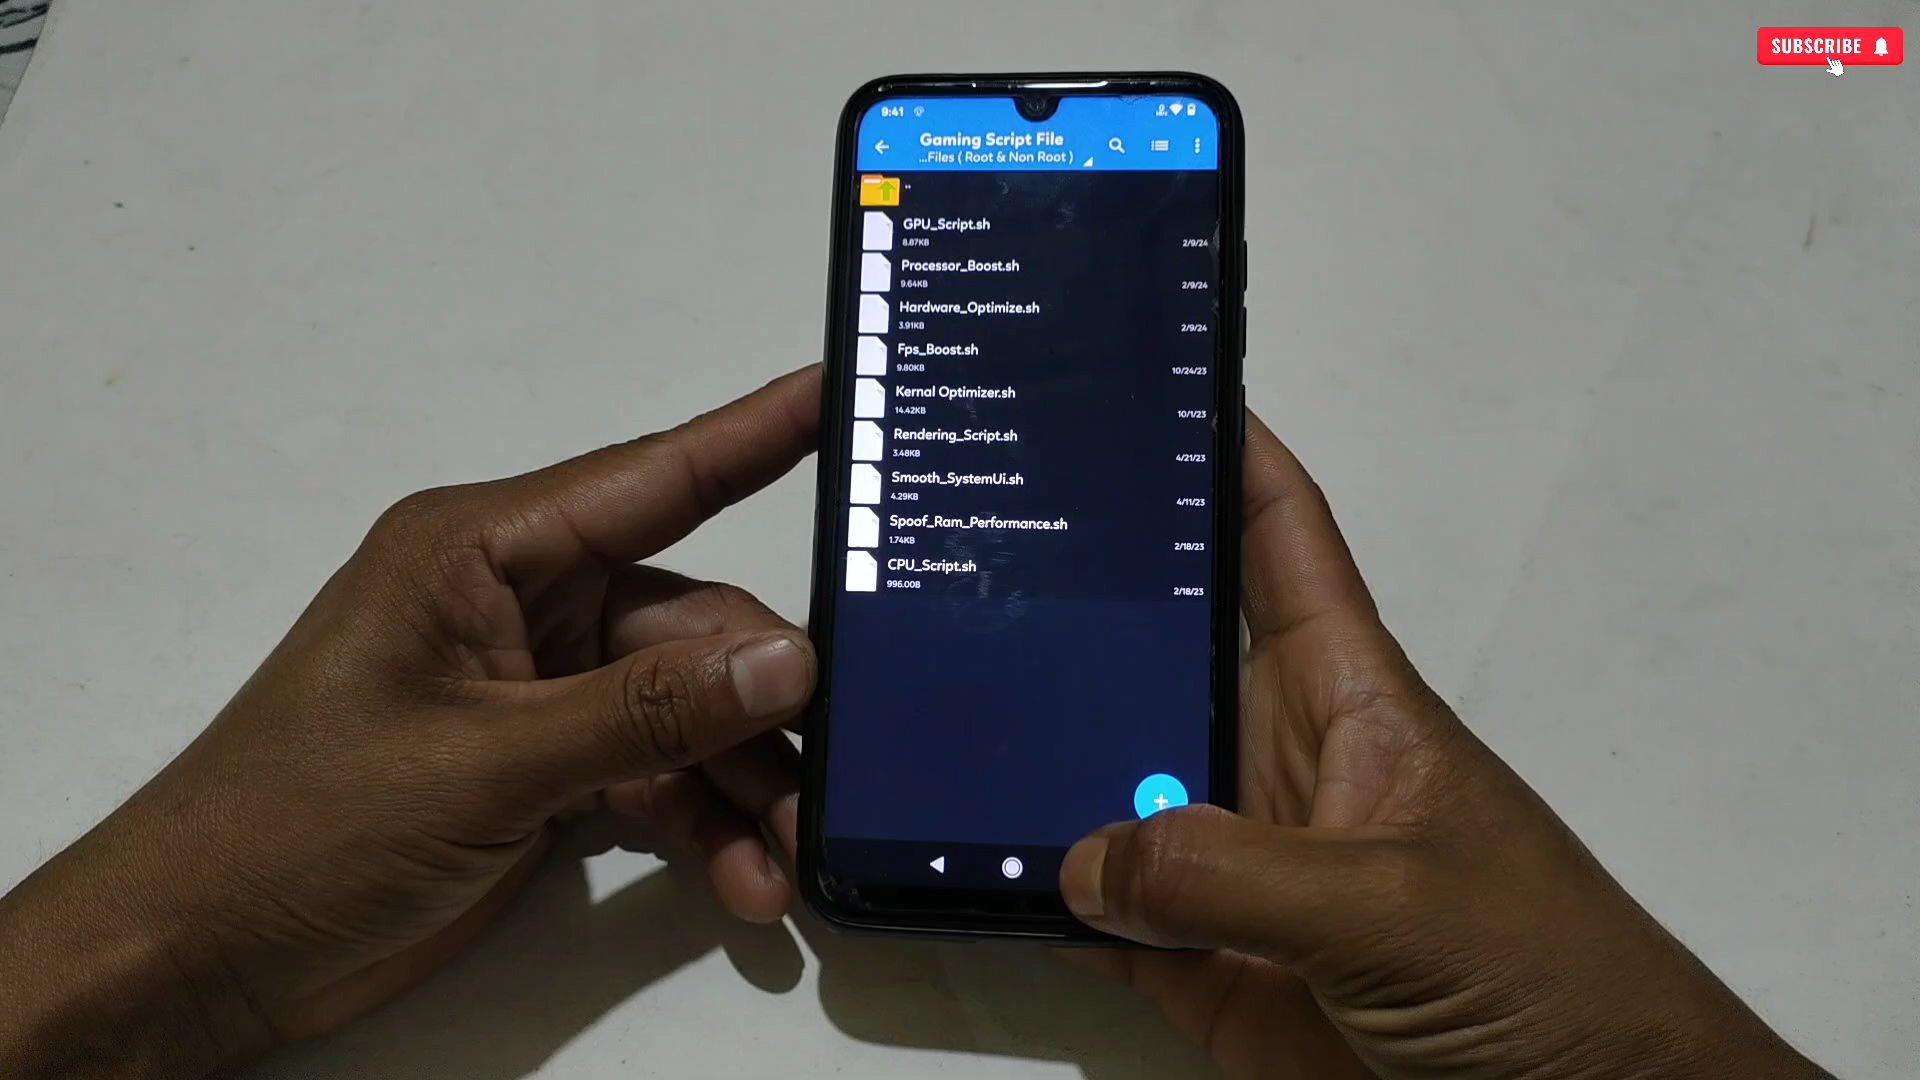 SUBSCRIBE
9:41
Gaming Script File
...Files ( Root & Non Root )
..
GPU_Script.sh
8.87KB
2/9/24
Processor_Boost.sh
9.64KB
2/9/24
Hardware_Optimize.sh
3.91KB
2/9/24
Fps_Boost.sh
9.80KB
10/24/23
Kernal Optimizer.sh
14.42KB
10/1/23
Rendering_Script.sh
3.48KB
4/21/23
Smooth_SystemUi.sh
4.29KB
4/11/23
Spoof_Ram_Performance.sh
1.74KB
2/18/23
CPU_Script.sh
996.00B
2/18/23